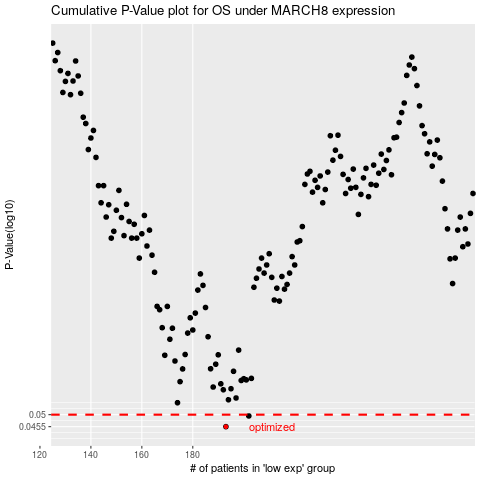 Cumulative P-Value plot for OS under MARCH8 expression
P-Value(log10)
0.05
0.0455
optimized
120 140 160 180
# of patients in 'low exp' group